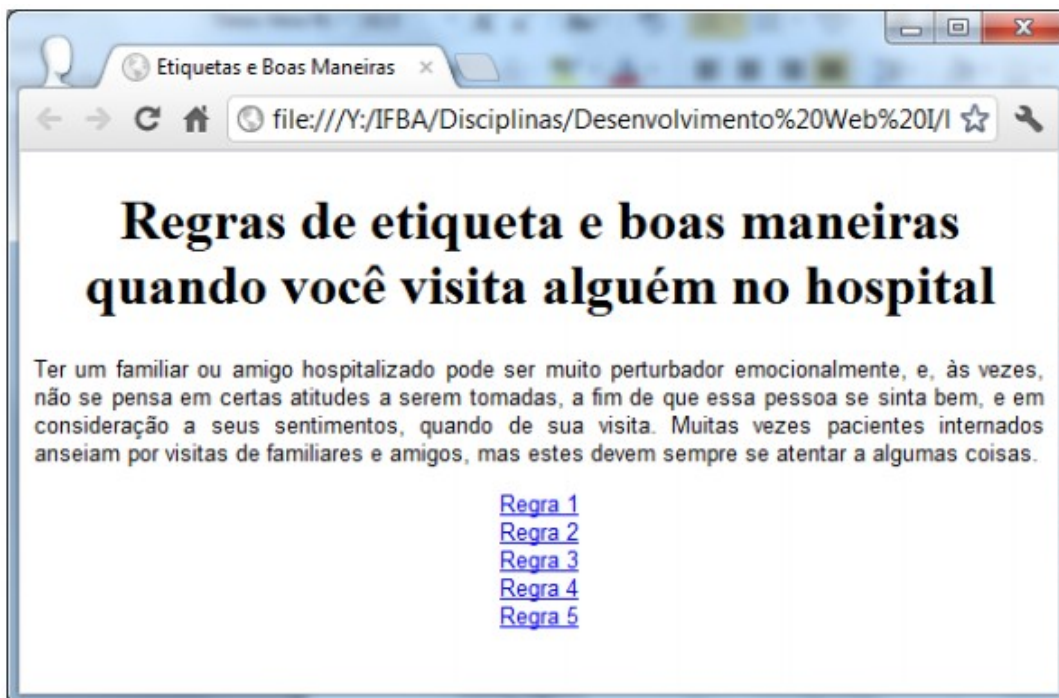 Etiquetas e Boas Maneiras
file:///Y:/IFBA/Disciplinas/Desenvolvimento%20Web%20I/
Regras de etiqueta e boas maneiras
quando você visita alguém no hospital
Ter um familiar ou amigo hospitalizado pode ser muito perturbador emocionalmente, e, às vezes,
não se pensa em certas atitudes a serem tomadas, a fim de que essa pessoa se sinta bem, e em
consideração a seus sentimentos, quando de sua visita. Muitas vezes pacientes internados
anseiam por visitas de familiares e amigos, mas estes devem sempre se atentar a algumas coisas.
Regra 1
Regra 2
Regra 3
Regra 4
Regra 5